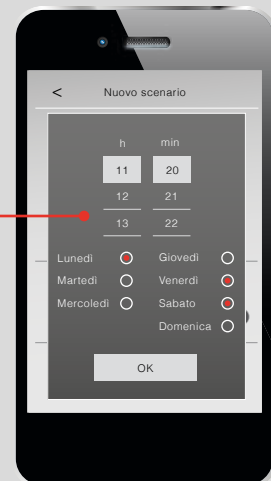 < Nuovo scenario
h min
11 20
12 21
13 22
Lunedì Giovedì
Martedì Venerdì
Mercoledì Sabato
Domenica
OK